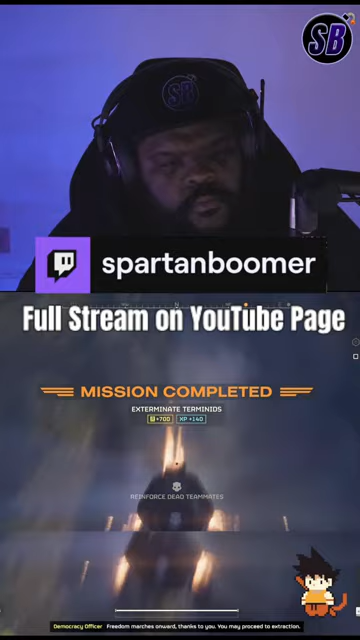 SB
SB
spartanboomer
Full Stream on YouTube Page
MISSION COMPLETED
EXTERMINATE TERMINIDS
+700 XP +140
REINFORCE DEAD TEAMMATES
Democracy Officer Freedom marches onward, thanks to you. You may proceed to extraction.